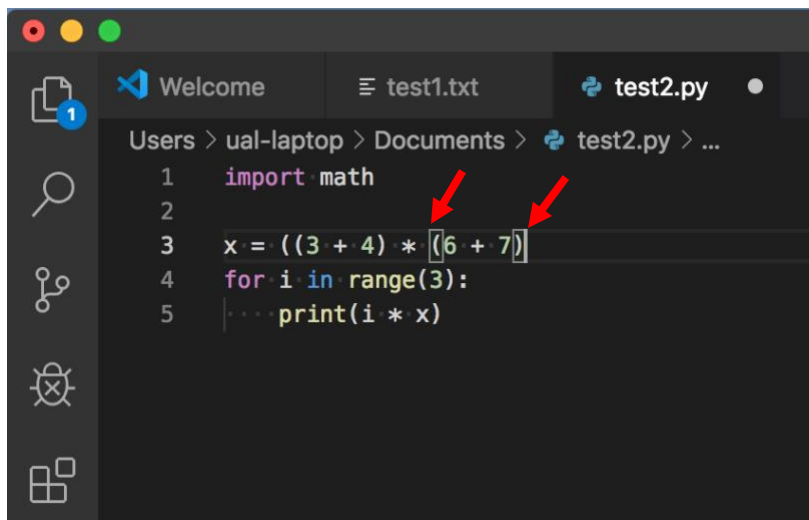 Welcome test1.txt test2.py
Users > ual-laptop > Documents > test2.py > ...
1
1 import math
2
3 x = ((3 + 4) * (6 + 7)
4 for i in range(3):
5     print(i * x)